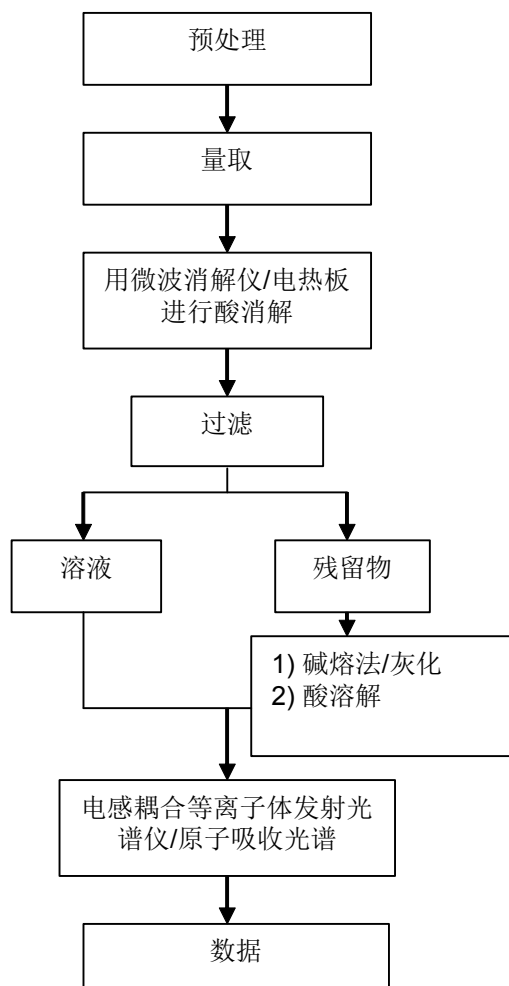 预处理
量取
用微波消解仪/电热板
进行酸消解
过滤
溶液
残留物
1) 碱熔法/灰化
2) 酸溶解
电感耦合等离子体发射光
谱仪/原子吸收光谱
数据